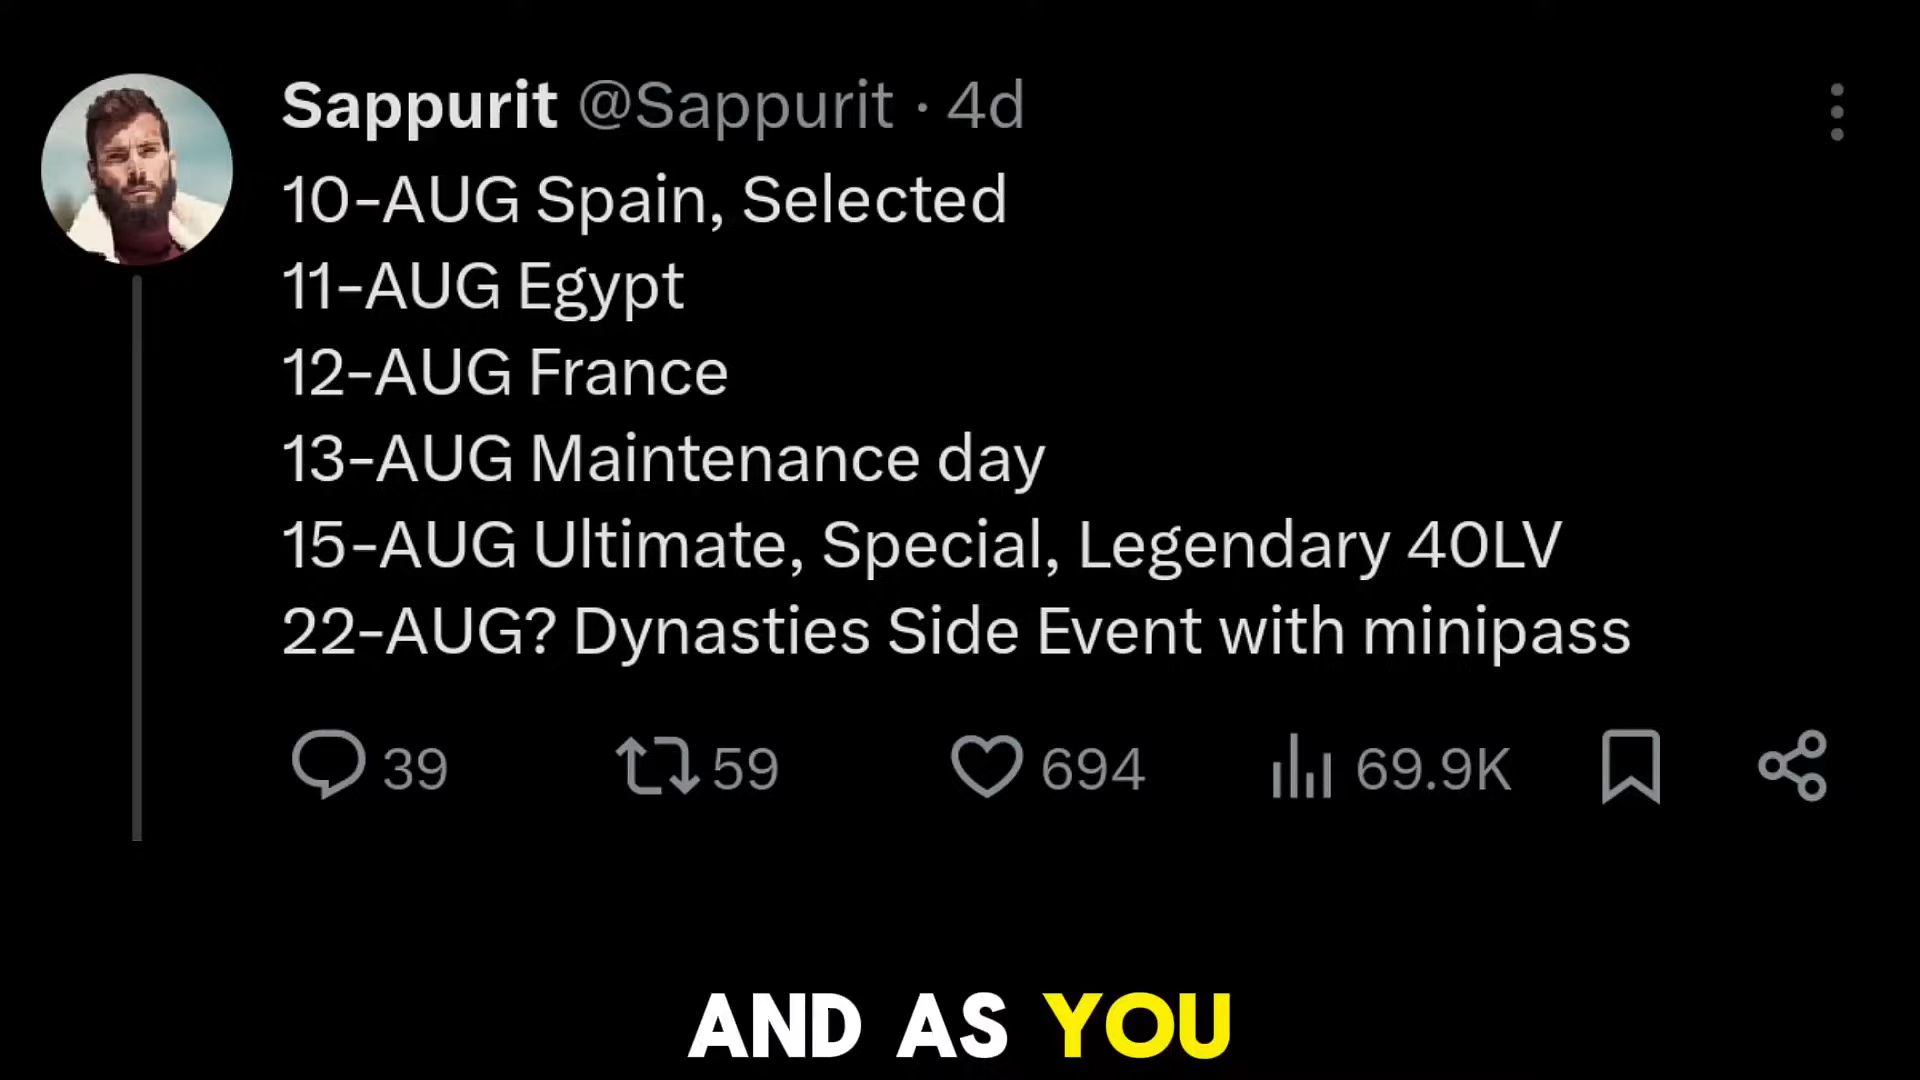 Sappurit @Sappurit · 4d
10-AUG Spain, Selected
11-AUG Egypt
12-AUG France
13-AUG Maintenance day
15-AUG Ultimate, Special, Legendary 40LV
22-AUG? Dynasties Side Event with minipass
39 59 694 69.9K
AND AS YOU